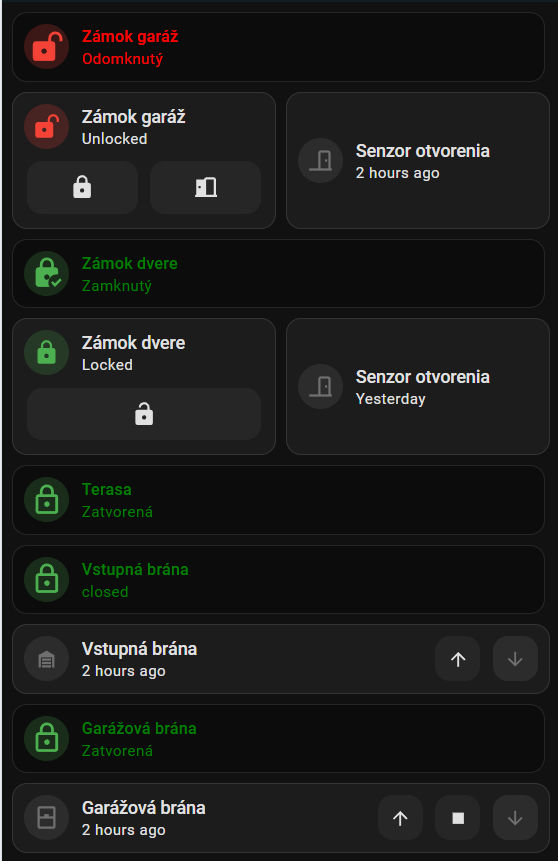 Zámok garáž
Odomknutý
Zámok garáž
Unlocked
Senzor otvorenia
2 hours ago
Zámok dvere
Zamknutý
Zámok dvere
Locked
Senzor otvorenia
Yesterday
Terasa
Zatvorená
Vstupná brána
closed
Vstupná brána
2 hours ago
Garážová brána
Zatvorená
Garážová brána
2 hours ago